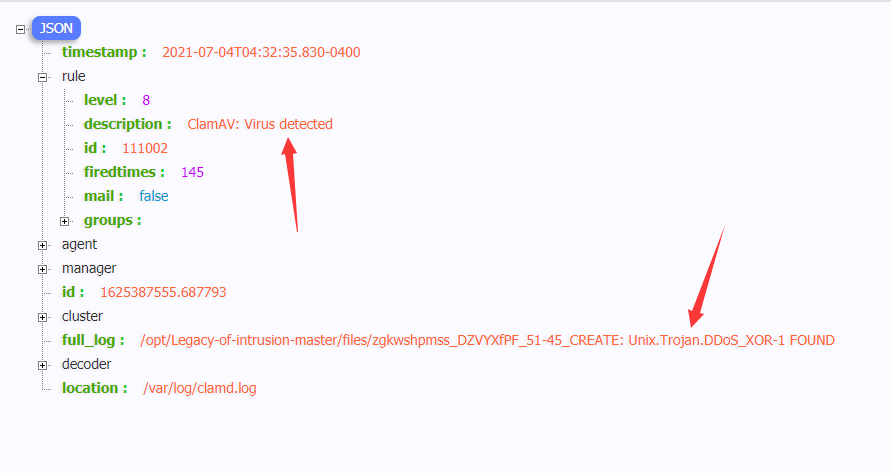 JSON
timestamp : 2021-07-04T04:32:35.830-0400
rule
level : 8
description : ClamAV: Virus detected
id : 111002
firedtimes : 145
mail : false
groups :
agent
manager
id : 1625387555.687793
cluster
full_log : /opt/Legacy-of-intrusion-master/files/zgkwshpmss_DZVYXfPF_51-45_CREATE: Unix.Trojan.DDoS_XOR-1 FOUND
decoder
location : /var/log/clamd.log